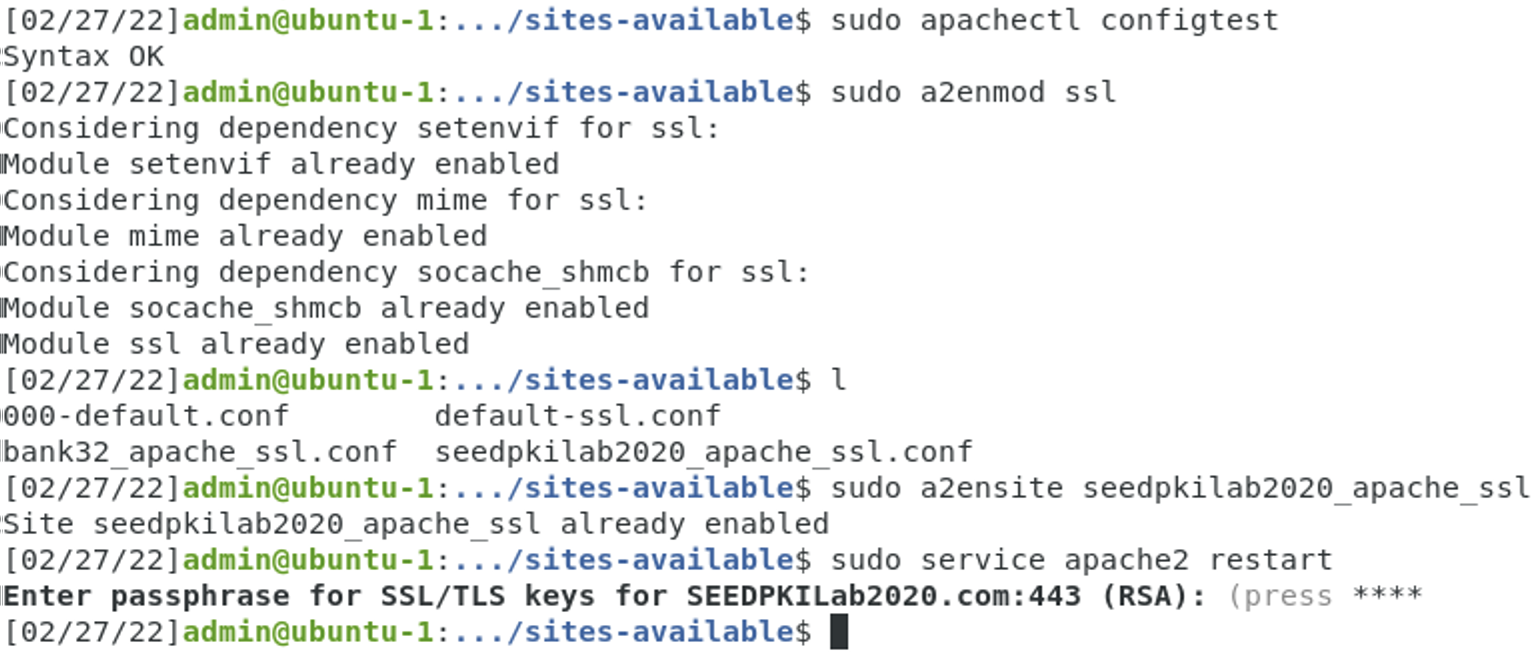 [02/27/22]admin@ubuntu-1:.../sites-available$ sudo apachectl configtest
Syntax OK
[02/27/22]admin@ubuntu-1:.../sites-available$ sudo a2enmod ssl
Considering dependency setenvif for ssl:
Module setenvif already enabled
Considering dependency mime for ssl:
Module mime already enabled
Considering dependency socache_shmcb for ssl:
Module socache_shmcb already enabled
Module ssl already enabled
[02/27/22]admin@ubuntu-1:.../sites-available$ l
000-default.conf        default-ssl.conf
bank32_apache_ssl.conf  seedpkilab2020_apache_ssl.conf
[02/27/22]admin@ubuntu-1:.../sites-available$ sudo a2ensite seedpkilab2020_apache_ssl
Site seedpkilab2020_apache_ssl already enabled
[02/27/22]admin@ubuntu-1:.../sites-available$ sudo service apache2 restart
Enter passphrase for SSL/TLS keys for SEEDPKILab2020.com:443 (RSA): (press ****
[02/27/22]admin@ubuntu-1:.../sites-available$